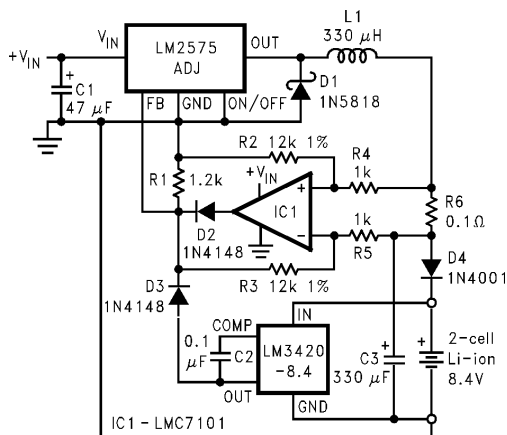 L1
330 μH
+VIN
VIN
LM2575
ADJ
OUT
FB
GND
ON/OFF
+
C1
47 μF
D1
1N5818
R2 12k 1%
R4
1k
R1
1.2k
+VIN
+
IC1
−
R6
0.1Ω
1k
R5
D2
1N4148
D4
1N4001
D3
1N4148
R3 12k 1%
IN
COMP
0.1
μF
C2
LM3420
-8.4
OUT
GND
+
C3
330 μF
+
2-cell
Li-ion
8.4V
IC1-LMC7101